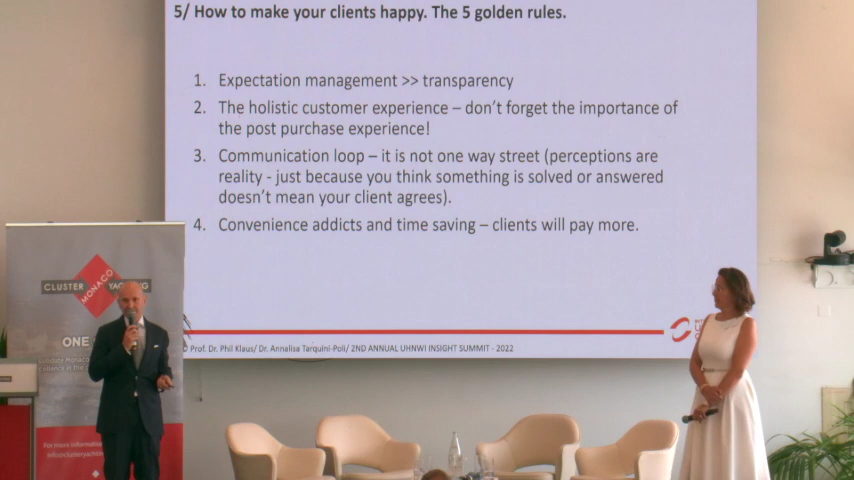 5/ How to make your clients happy. The 5 golden rules.
1. Expectation management >> transparency
2. The holistic customer experience – don't forget the importance of
the post purchase experience!
3. Communication loop – it is not one way street (perceptions are
reality - just because you think something is solved or answered
doesn't mean your client agrees).
4. Convenience addicts and time saving – clients will pay more.
Prof. Dr. Phil Klaus/ Dr. Annalisa Tarquini-Poli/ 2ND ANNUAL UHNWI INSIGHT SUMMIT - 2022
CLUSTER
MONACO
YACHTING
ONE
For more information